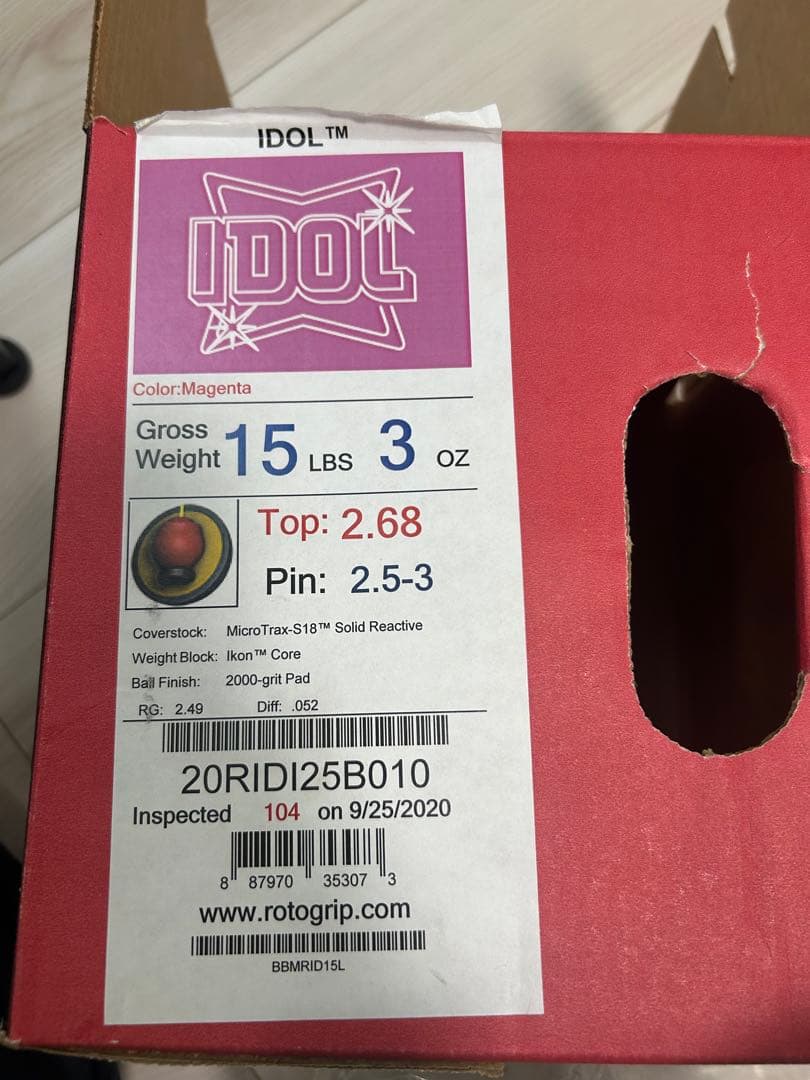 IDOL™
IDOL
Color:Magenta
Gross Weight 15 LBS 3 OZ
Top: 2.68
Pin: 2.5-3
Coverstock: MicroTrax-S18™ Solid Reactive
Weight Block: Ikon™ Core
Ball Finish: 2000-grit Pad
RG: 2.49 Diff: .052
20RIDI25B010
Inspected 104 on 9/25/2020
8 87970 35307 3
www.rotogrip.com
BBMRID15L